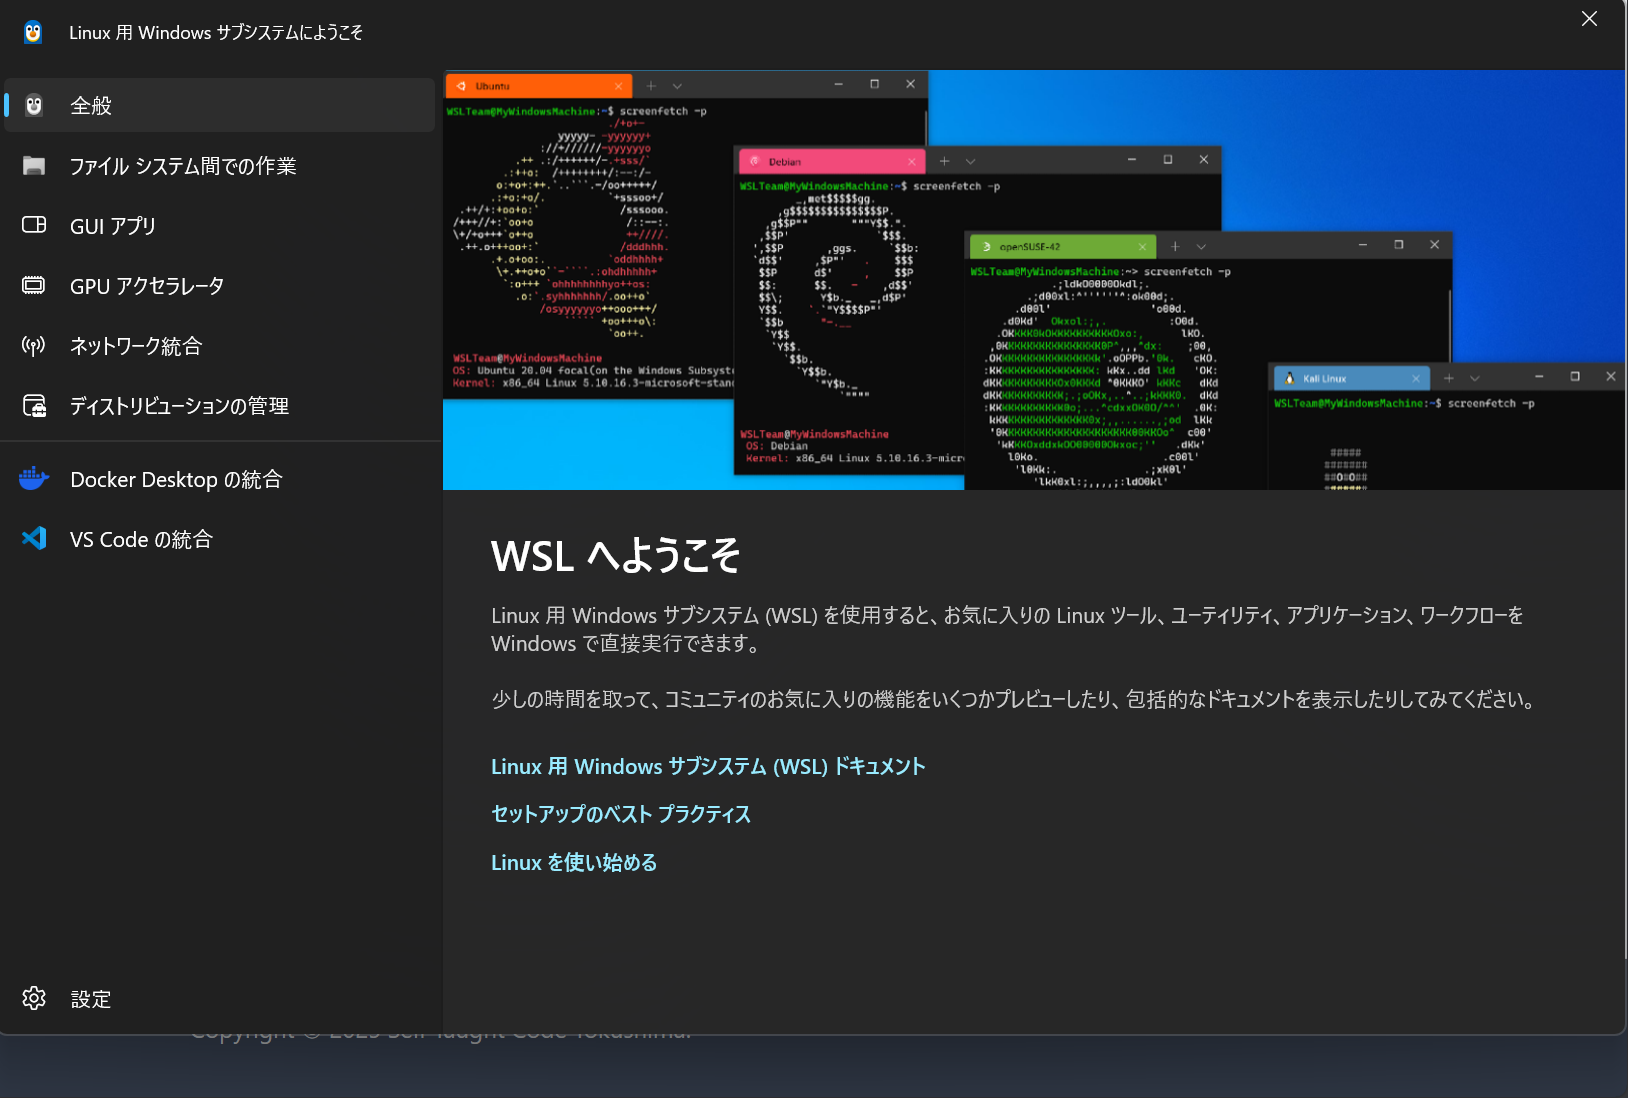 Linux 用 Windows サブシステムにようこそ
全般
ファイル システム間での作業
GUI アプリ
GPU アクセラレータ
ネットワーク統合
ディストリビューションの管理
Docker Desktop の統合
VS Code の統合
設定
Ubuntu
WSLTeam@MyWindowsMachine:~$ screenfetch -p
WSLTeam@MyWindowsMachine
OS: Ubuntu 20.04 focal(on the Windows Subsyst
Kernel: x86_64 Linux 5.10.16.3-microsoft-stan
Debian
WSLTeam@MyWindowsMachine:~$ screenfetch -p
WSLTeam@MyWindowsMachine
OS: Debian
Kernel: x86_64 Linux 5.10.16.3-micr
openSUSE-42
WSLTeam@MyWindowsMachine:~> screenfetch -p
Kali Linux
WSLTeam@MyWindowsMachine:~$ screenfetch -p
WSL へようこそ
Linux 用 Windows サブシステム (WSL) を使用すると、お気に入りの Linux ツール、ユーティリティ、アプリケーション、ワークフローを
Windows で直接実行できます。
少しの時間を取って、コミュニティのお気に入りの機能をいくつかプレビューしたり、包括的なドキュメントを表示したりしてみてください。
Linux 用 Windows サブシステム (WSL) ドキュメント
セットアップのベスト プラクティス
Linux を使い始める
Copyright © 2025 Self-Taught Code Tokushima.